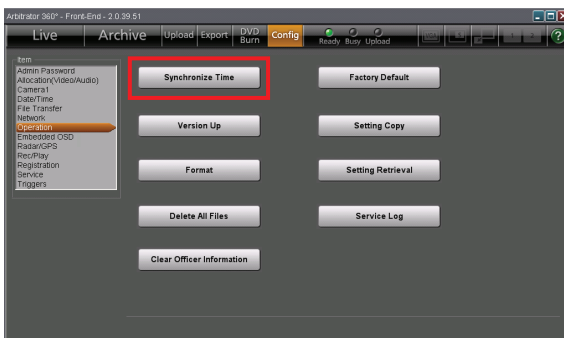 Arbitrator 360° - Front-End - 2.0.39.51
Live Archive Upload Export DVD Burn Config Ready Busy Upload
Item
Admin Password
Allocation(Video/Audio)
Camera1
Date/Time
File Transfer
Network
Operation
Embedded OSD
Radar/GPS
Rec/Play
Registration
Service
Triggers
Synchronize Time Factory Default
Version Up Setting Copy
Format Setting Retrieval
Delete All Files Service Log
Clear Officer Information